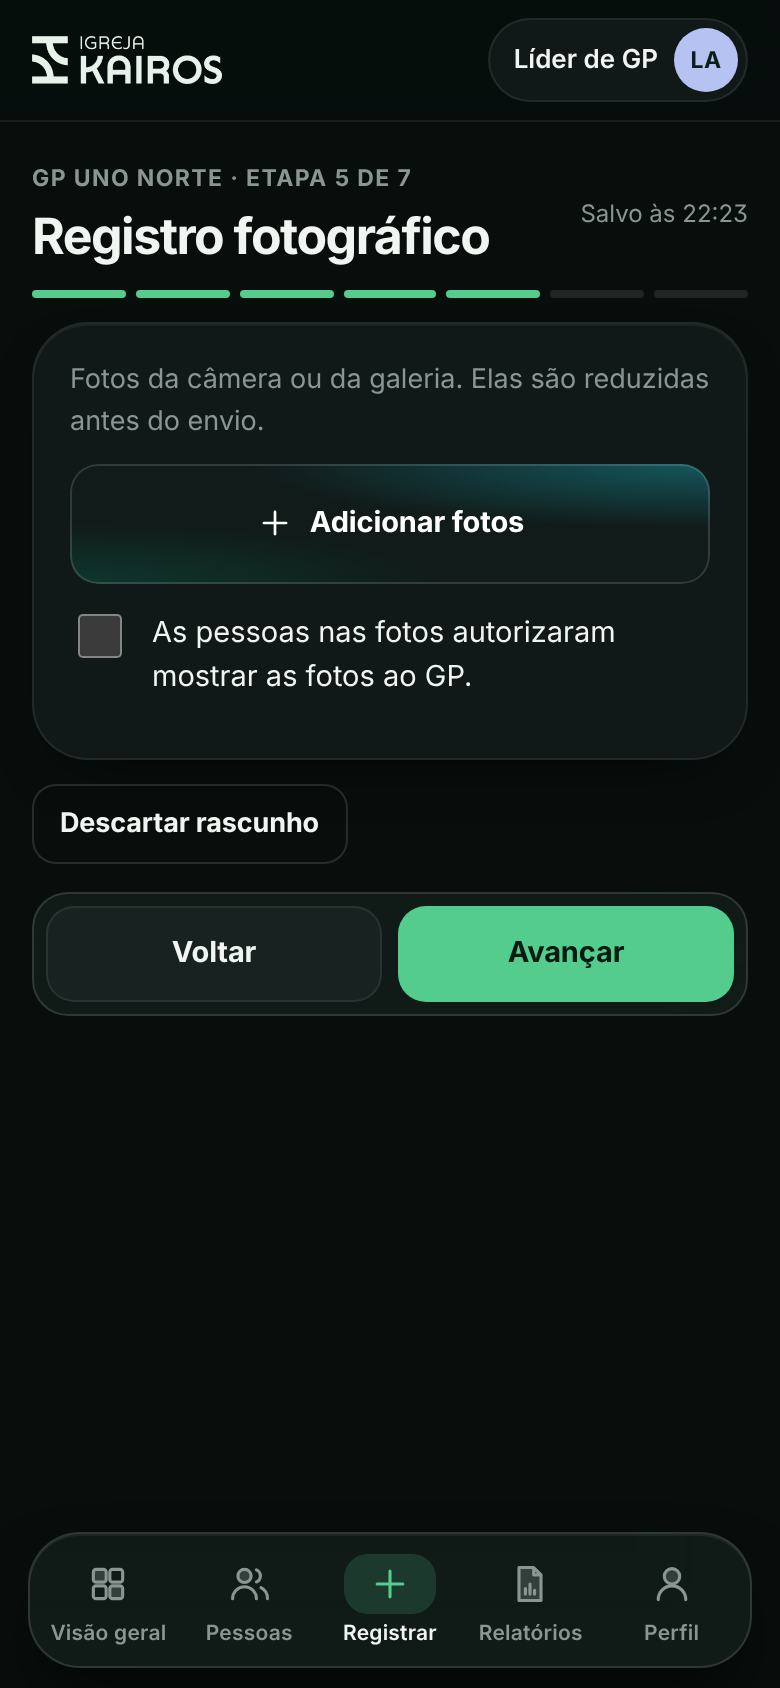 IGREJA
KAIROS
Líder de GP
LA
GP UNO NORTE · ETAPA 5 DE 7
Registro fotográfico
Salvo às 22:23
Fotos da câmera ou da galeria. Elas são reduzidas
antes do envio.
Adicionar fotos
As pessoas nas fotos autorizaram
mostrar as fotos ao GP.
Descartar rascunho
Voltar
Avançar
Visão geral
Pessoas
Registrar
Relatórios
Perfil